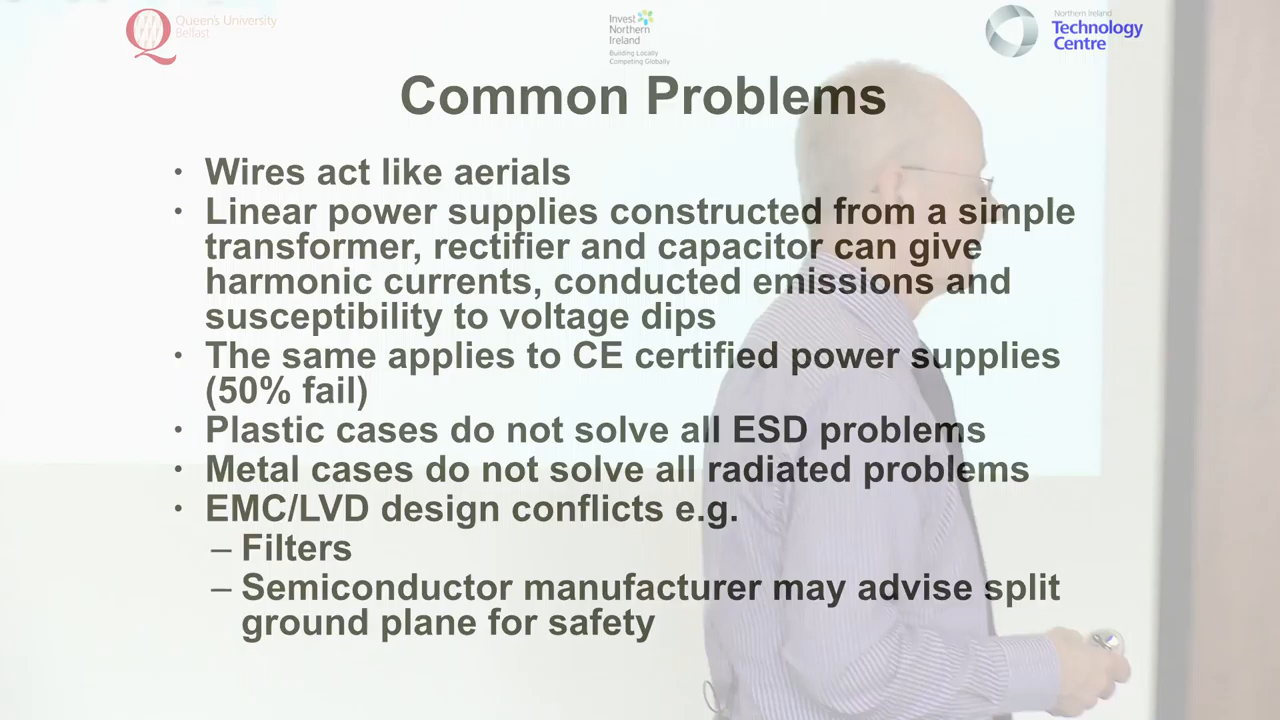 Queen's University
Belfast
Invest
Northern
Ireland
Building Locally
Competing Globally
Northern Ireland
Technology
Centre
Common Problems
• Wires act like aerials
• Linear power supplies constructed from a simple
transformer, rectifier and capacitor can give
harmonic currents, conducted emissions and
susceptibility to voltage dips
• The same applies to CE certified power supplies
(50% fail)
• Plastic cases do not solve all ESD problems
• Metal cases do not solve all radiated problems
• EMC/LVD design conflicts e.g.
– Filters
– Semiconductor manufacturer may advise split
ground plane for safety